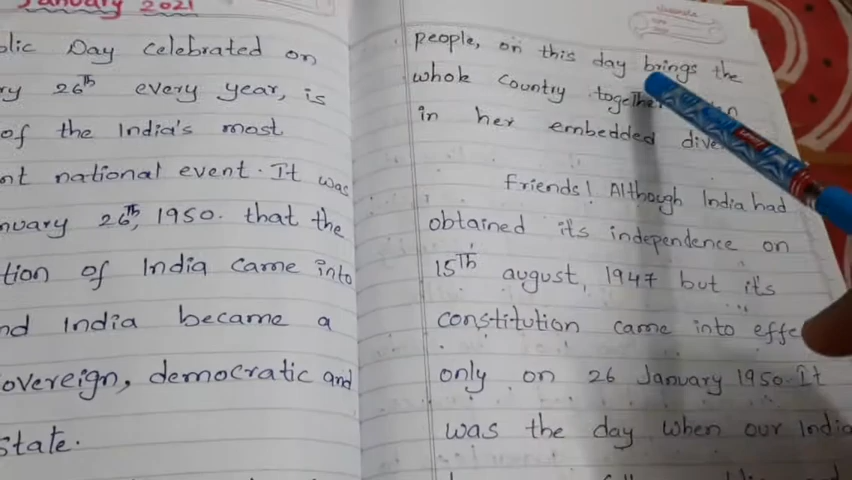 January 2021
blic Day celebrated on
ry 26th every year, is
of the India's most
nt national event. It was
nuary 26th, 1950. that the
tion of India came into
nd India became a
overeign, democratic and
state.
people, on this day brings the
whole country together
in her embedded dive
friends! Although India had
obtained its independence on
15Th august, 1947 but it's
constitution came into effe
only on 26 January 1950. It
was the day when our India